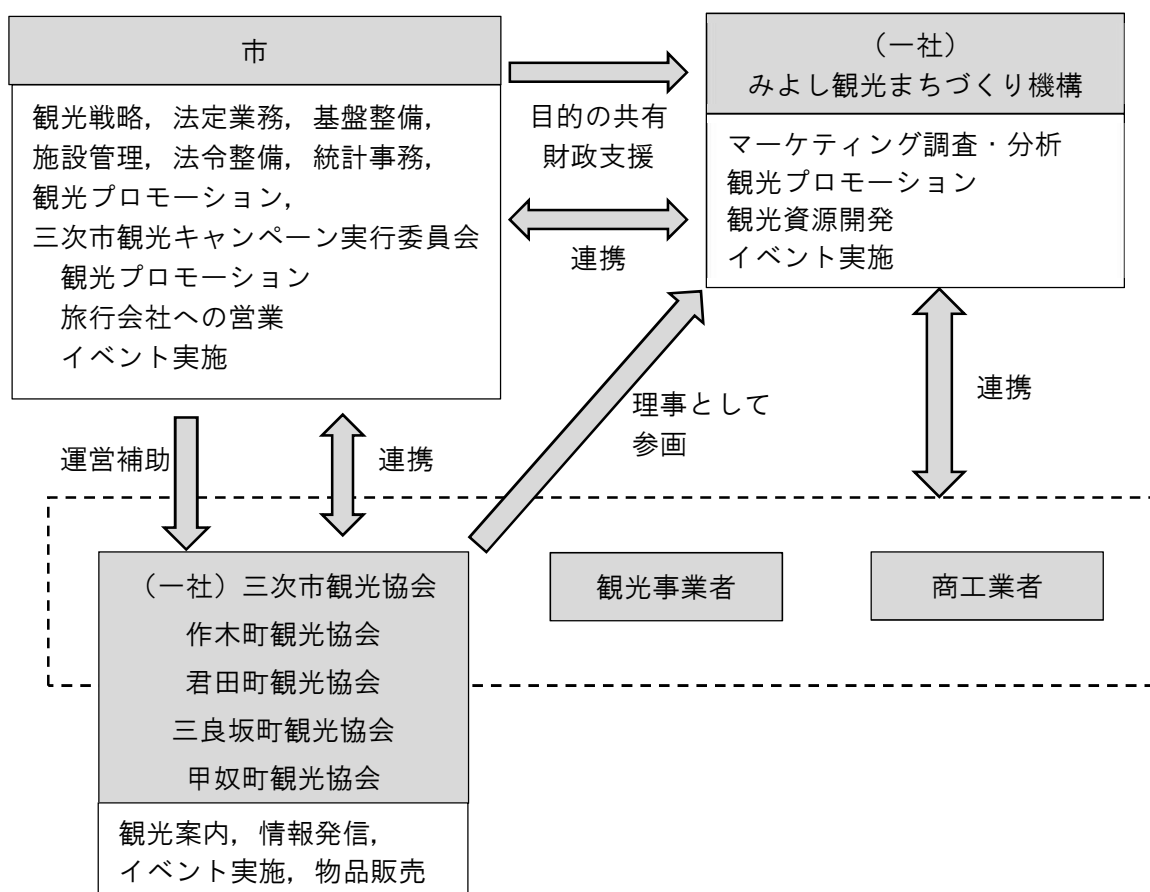 市
観光戦略，法定業務，基盤整備，
施設管理，法令整備，統計事務，
観光プロモーション，
三次市観光キャンペーン実行委員会
観光プロモーション
旅行会社への営業
イベント実施
目的の共有
財政支援
連携
（一社）
みよし観光まちづくり機構
マーケティング調査・分析
観光プロモーション
観光資源開発
イベント実施
運営補助
連携
理事として
参画
連携
（一社）三次市観光協会
作木町観光協会
君田町観光協会
三良坂町観光協会
甲奴町観光協会
観光案内，情報発信，
イベント実施，物品販売
観光事業者
商工業者